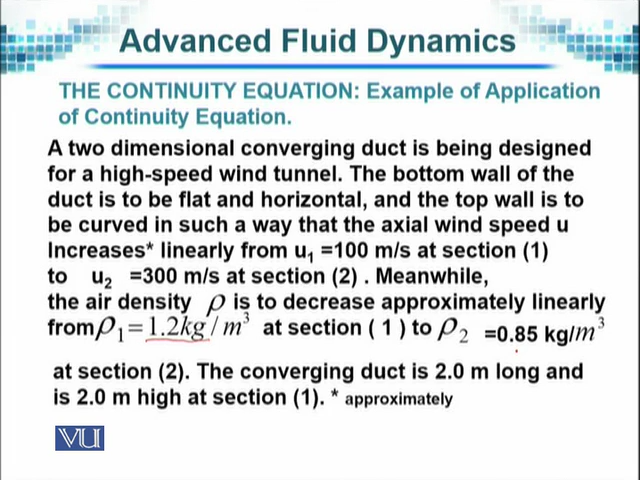 Advanced Fluid Dynamics
THE CONTINUITY EQUATION: Example of Application
of Continuity Equation.
A two dimensional converging duct is being designed
for a high-speed wind tunnel. The bottom wall of the
duct is to be flat and horizontal, and the top wall is to
be curved in such a way that the axial wind speed u
Increases* linearly from u₁ =100 m/s at section (1)
to u₂ =300 m/s at section (2) . Meanwhile,
the air density ρ is to decrease approximately linearly
from ρ₁ = 1.2kg / m³ at section ( 1 ) to ρ₂ =0.85 kg/m³
at section (2). The converging duct is 2.0 m long and
is 2.0 m high at section (1). * approximately
VU